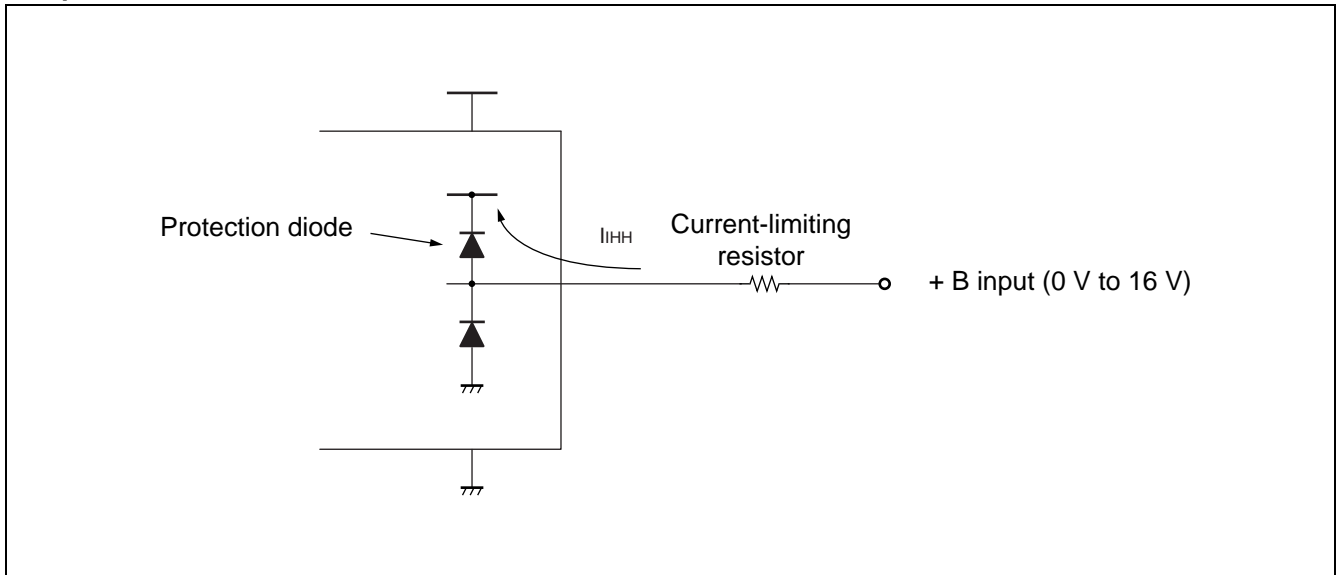 Protection diode
IIHH
Current-limiting
resistor
+ B input (0 V to 16 V)